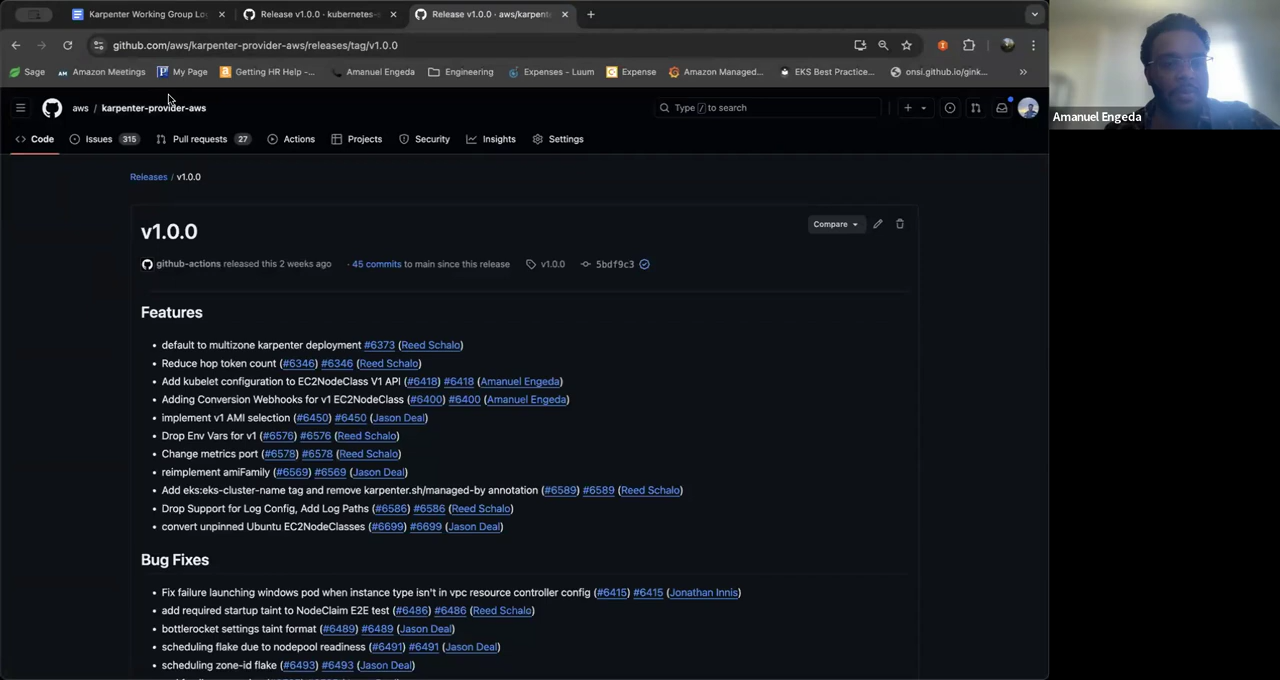 Karpenter Working Group Lo
Release v1.0.0 · kubernetes-s
Release v1.0.0 · aws/karpente
github.com/aws/karpenter-provider-aws/releases/tag/v1.0.0
Sage
Amazon Meetings
My Page
Getting HR Help -...
Amanuel Engeda
Engineering
Expenses - Luum
Expense
Amazon Managed...
EKS Best Practice...
onsi.github.io/gink...
aws / karpenter-provider-aws
Type / to search
Code
Issues 315
Pull requests 27
Actions
Projects
Security
Insights
Settings
Amanuel Engeda
Releases / v1.0.0
v1.0.0
Compare
github-actions released this 2 weeks ago · 45 commits to main since this release v1.0.0 5bdf9c3
Features
• default to multizone karpenter deployment #6373 (Reed Schalo)
• Reduce hop token count (#6346) #6346 (Reed Schalo)
• Add kubelet configuration to EC2NodeClass V1 API (#6418) #6418 (Amanuel Engeda)
• Adding Conversion Webhooks for v1 EC2NodeClass (#6400) #6400 (Amanuel Engeda)
• implement v1 AMI selection (#6450) #6450 (Jason Deal)
• Drop Env Vars for v1 (#6576) #6576 (Reed Schalo)
• Change metrics port (#6578) #6578 (Reed Schalo)
• reimplement amiFamily (#6569) #6569 (Jason Deal)
• Add eks:eks-cluster-name tag and remove karpenter.sh/managed-by annotation (#6589) #6589 (Reed Schalo)
• Drop Support for Log Config, Add Log Paths (#6586) #6586 (Reed Schalo)
• convert unpinned Ubuntu EC2NodeClasses (#6699) #6699 (Jason Deal)
Bug Fixes
• Fix failure launching windows pod when instance type isn't in vpc resource controller config (#6415) #6415 (Jonathan Innis)
• add required startup taint to NodeClaim E2E test (#6486) #6486 (Reed Schalo)
• bottlerocket settings taint format (#6489) #6489 (Jason Deal)
• scheduling flake due to nodepool readiness (#6491) #6491 (Jason Deal)
• scheduling zone-id flake (#6493) #6493 (Jason Deal)